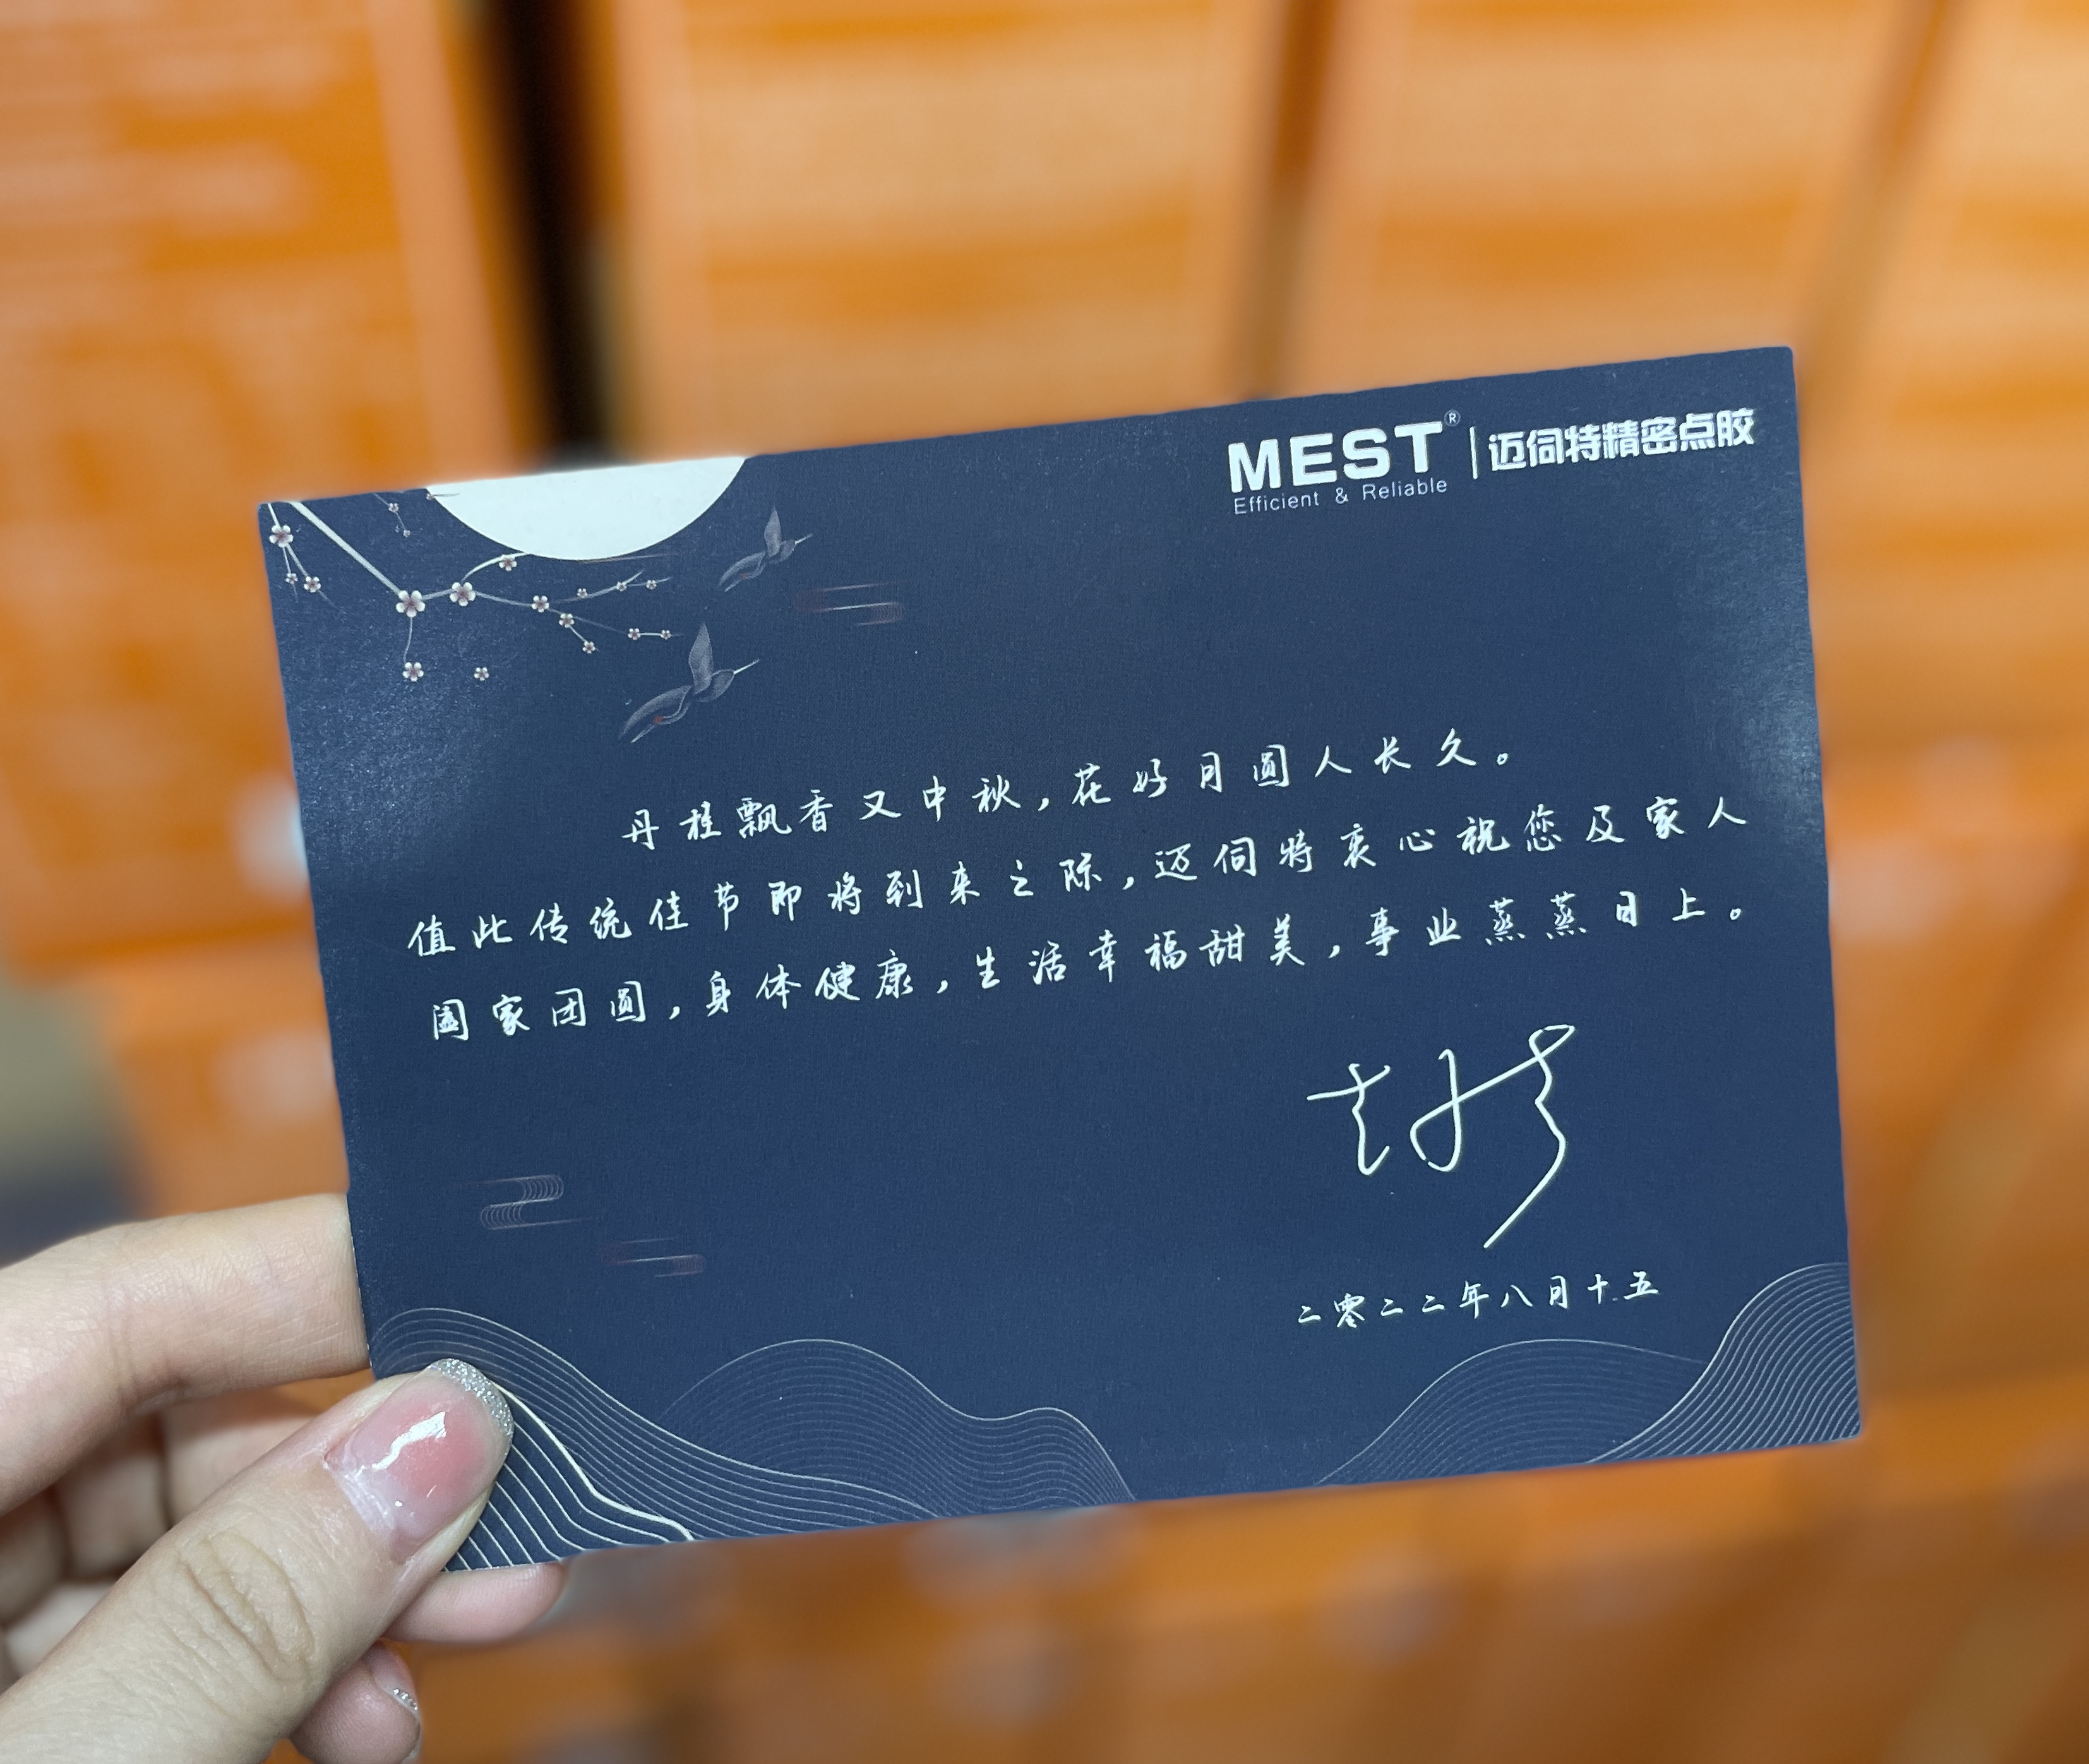 MEST® | 迈伺特精密点胶
Efficient & Reliable
丹桂飘香又中秋，花好月圆人长久。
值此传统佳节即将到来之际，迈伺特衷心祝您及家人
阖家团圆，身体健康，生活幸福甜美，事业蒸蒸日上。
二零二二年八月十五